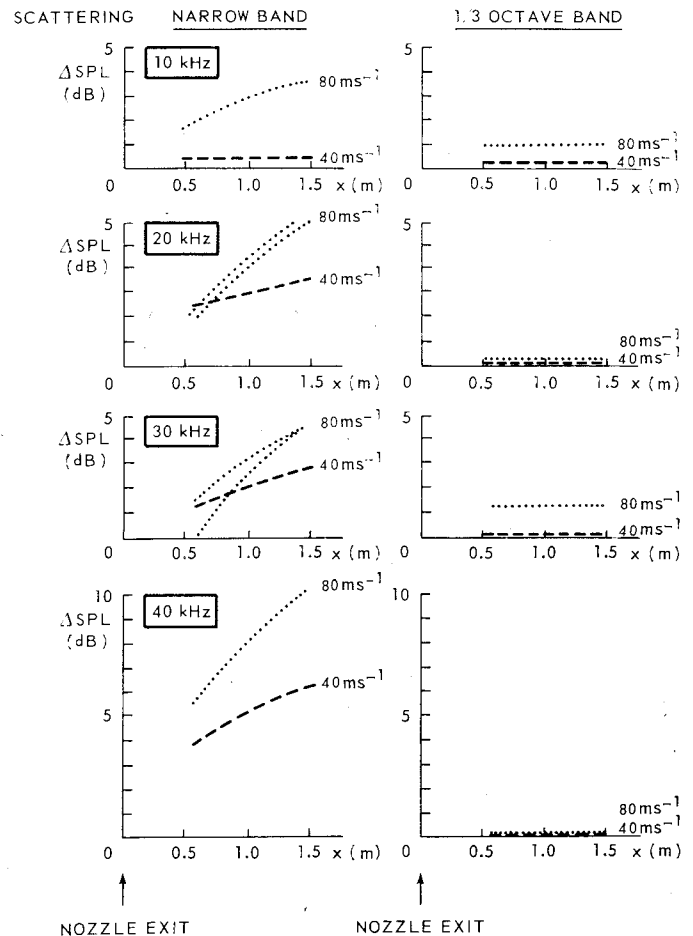 SCATTERING NARROW BAND 1/3 OCTAVE BAND
5 10 kHz 5
ΔSPL
(dB)
80ms⁻¹ 80ms⁻¹
40ms⁻¹ 40ms⁻¹
0 0.5 1.0 1.5 x (m) 0 0.5 1.0 1.5 x (m)
5 20 kHz 5
ΔSPL
(dB)
80ms⁻¹
40ms⁻¹
80ms⁻¹
40ms⁻¹
0 0.5 1.0 1.5 x (m) 0 0.5 1.0 1.5 x (m)
5 30 kHz 5
ΔSPL
(dB)
80ms⁻¹
40ms⁻¹
80ms⁻¹
40ms⁻¹
0 0.5 1.0 1.5 x (m) 0 0.5 1.0 1.5 x (m)
10 40 kHz 10
ΔSPL
(dB)
80ms⁻¹
40ms⁻¹
5 5
80ms⁻¹
40ms⁻¹
0 0.5 1.0 1.5 x (m) 0 0.5 1.0 1.5 x (m)
NOZZLE EXIT NOZZLE EXIT